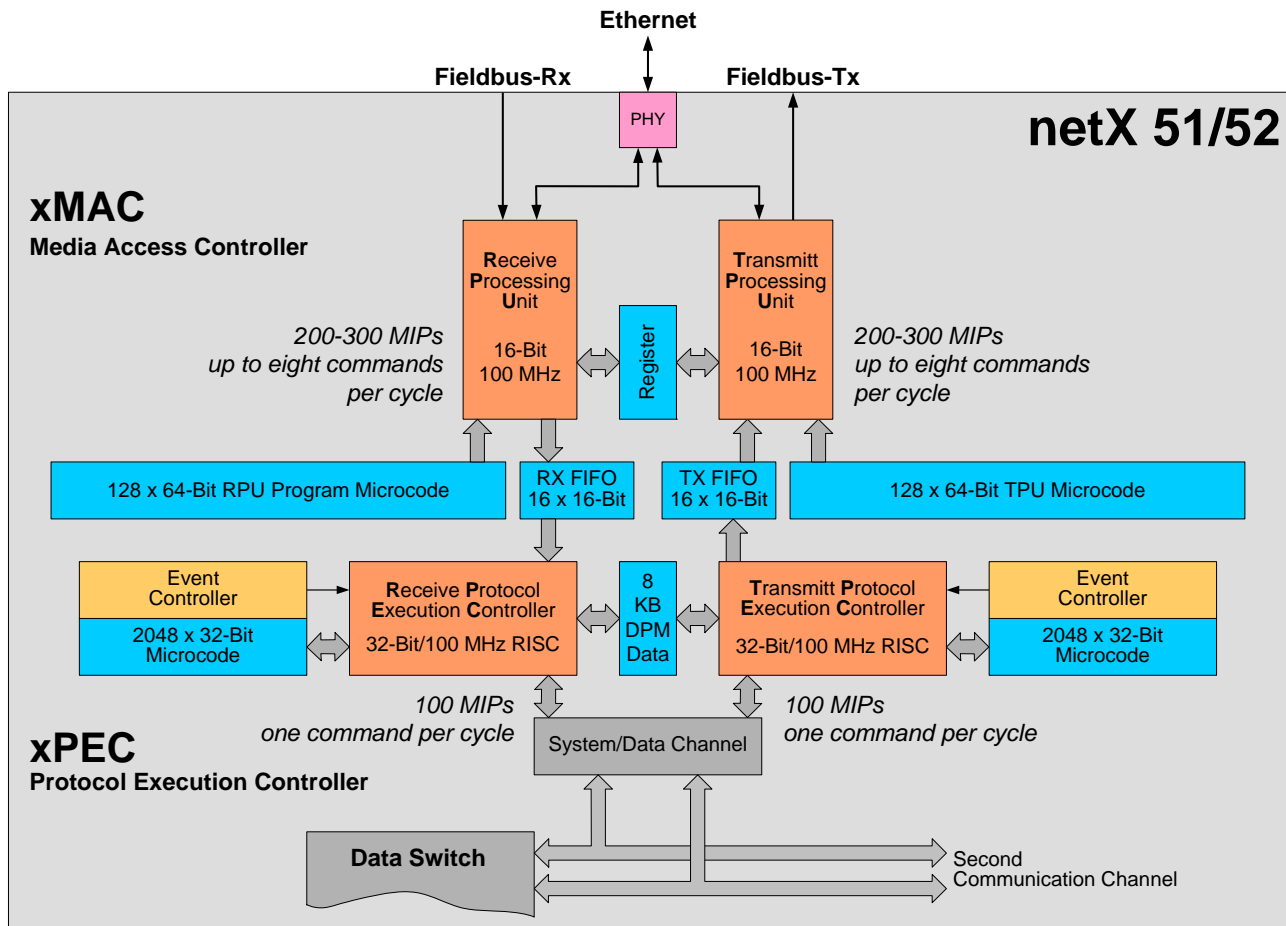 Ethernet
Fieldbus-Rx
Fieldbus-Tx
PHY
netX 51/52
xMAC
Media Access Controller
Receive
Processing
Unit
16-Bit
100 MHz
Transmitt
Processing
Unit
16-Bit
100 MHz
Register
200-300 MIPs
up to eight commands
per cycle
200-300 MIPs
up to eight commands
per cycle
128 x 64-Bit RPU Program Microcode
RX FIFO
16 x 16-Bit
TX FIFO
16 x 16-Bit
128 x 64-Bit TPU Microcode
Event
Controller
2048 x 32-Bit
Microcode
Receive Protocol
Execution Controller
32-Bit/100 MHz RISC
8
KB
DPM
Data
Transmitt Protocol
Execution Controller
32-Bit/100 MHz RISC
Event
Controller
2048 x 32-Bit
Microcode
100 MIPs
one command per cycle
100 MIPs
one command per cycle
System/Data Channel
xPEC
Protocol Execution Controller
Data Switch
Second
Communication Channel